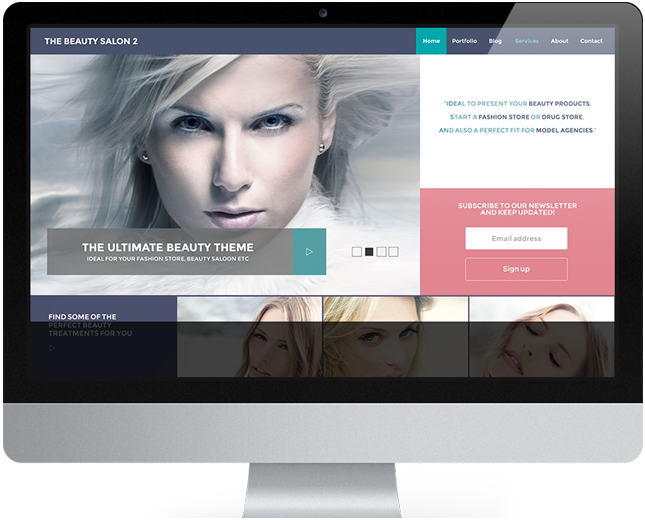 THE BEAUTY SALON 2
Home Portfolio Blog Services About Contact
"IDEAL TO PRESENT YOUR BEAUTY PRODUCTS,
START A FASHION STORE OR DRUG STORE,
AND ALSO A PERFECT FIT FOR MODEL AGENCIES."
THE ULTIMATE BEAUTY THEME
IDEAL FOR YOUR FASHION STORE, BEAUTY SALOON ETC
SUBSCRIBE TO OUR NEWSLETTER
AND KEEP UPDATED!
Email address
Sign up
FIND SOME OF THE
PERFECT BEAUTY
TREATMENTS FOR YOU